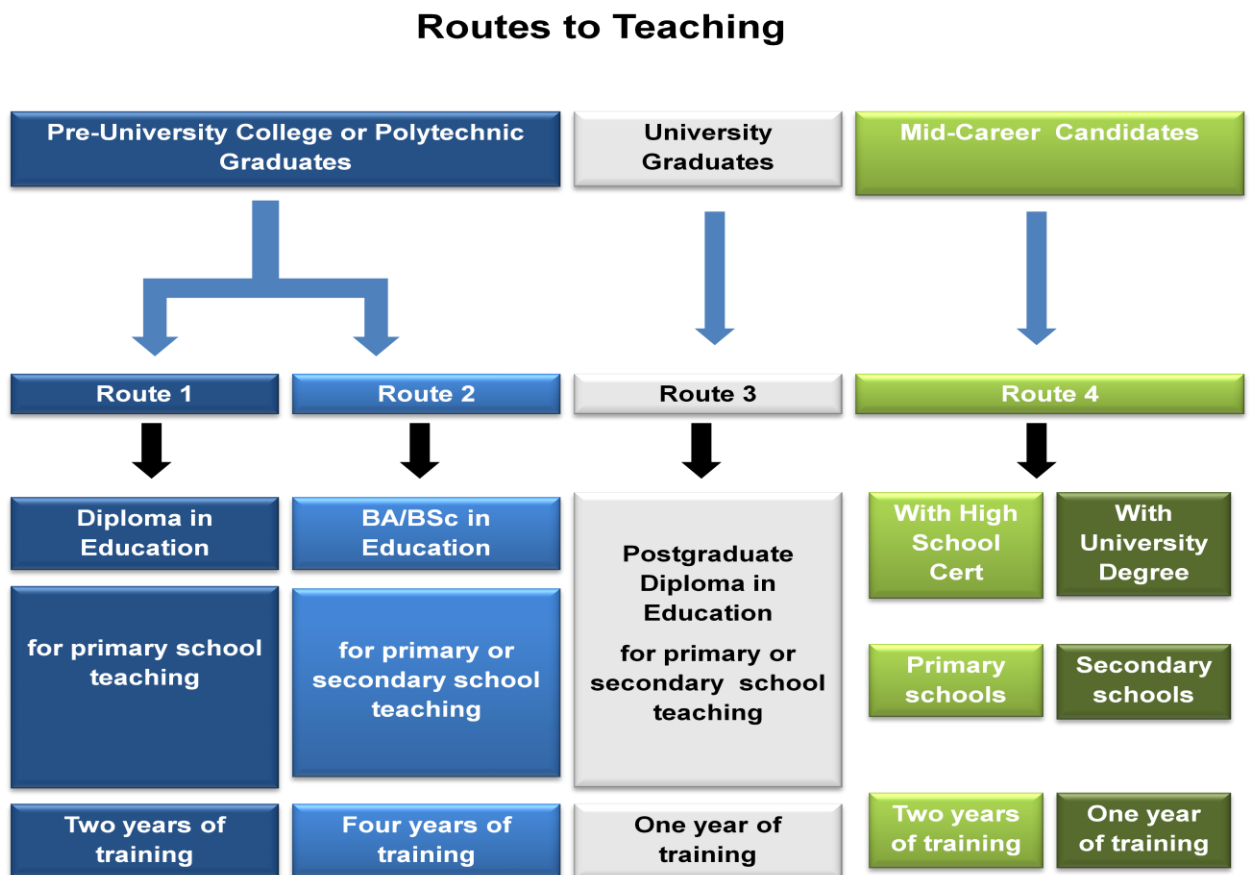 Routes to Teaching
Pre-University College or Polytechnic
Graduates
University
Graduates
Mid-Career Candidates
Route 1
Route 2
Route 3
Route 4
Diploma in
Education
BA/BSc in
Education
Postgraduate
Diploma in
Education
for primary or
secondary school
teaching
With High
School
Cert
With
University
Degree
for primary school
teaching
for primary or
secondary school
teaching
Primary
schools
Secondary
schools
Two years of
training
Four years of
training
One year of
training
Two years
of training
One year
of training